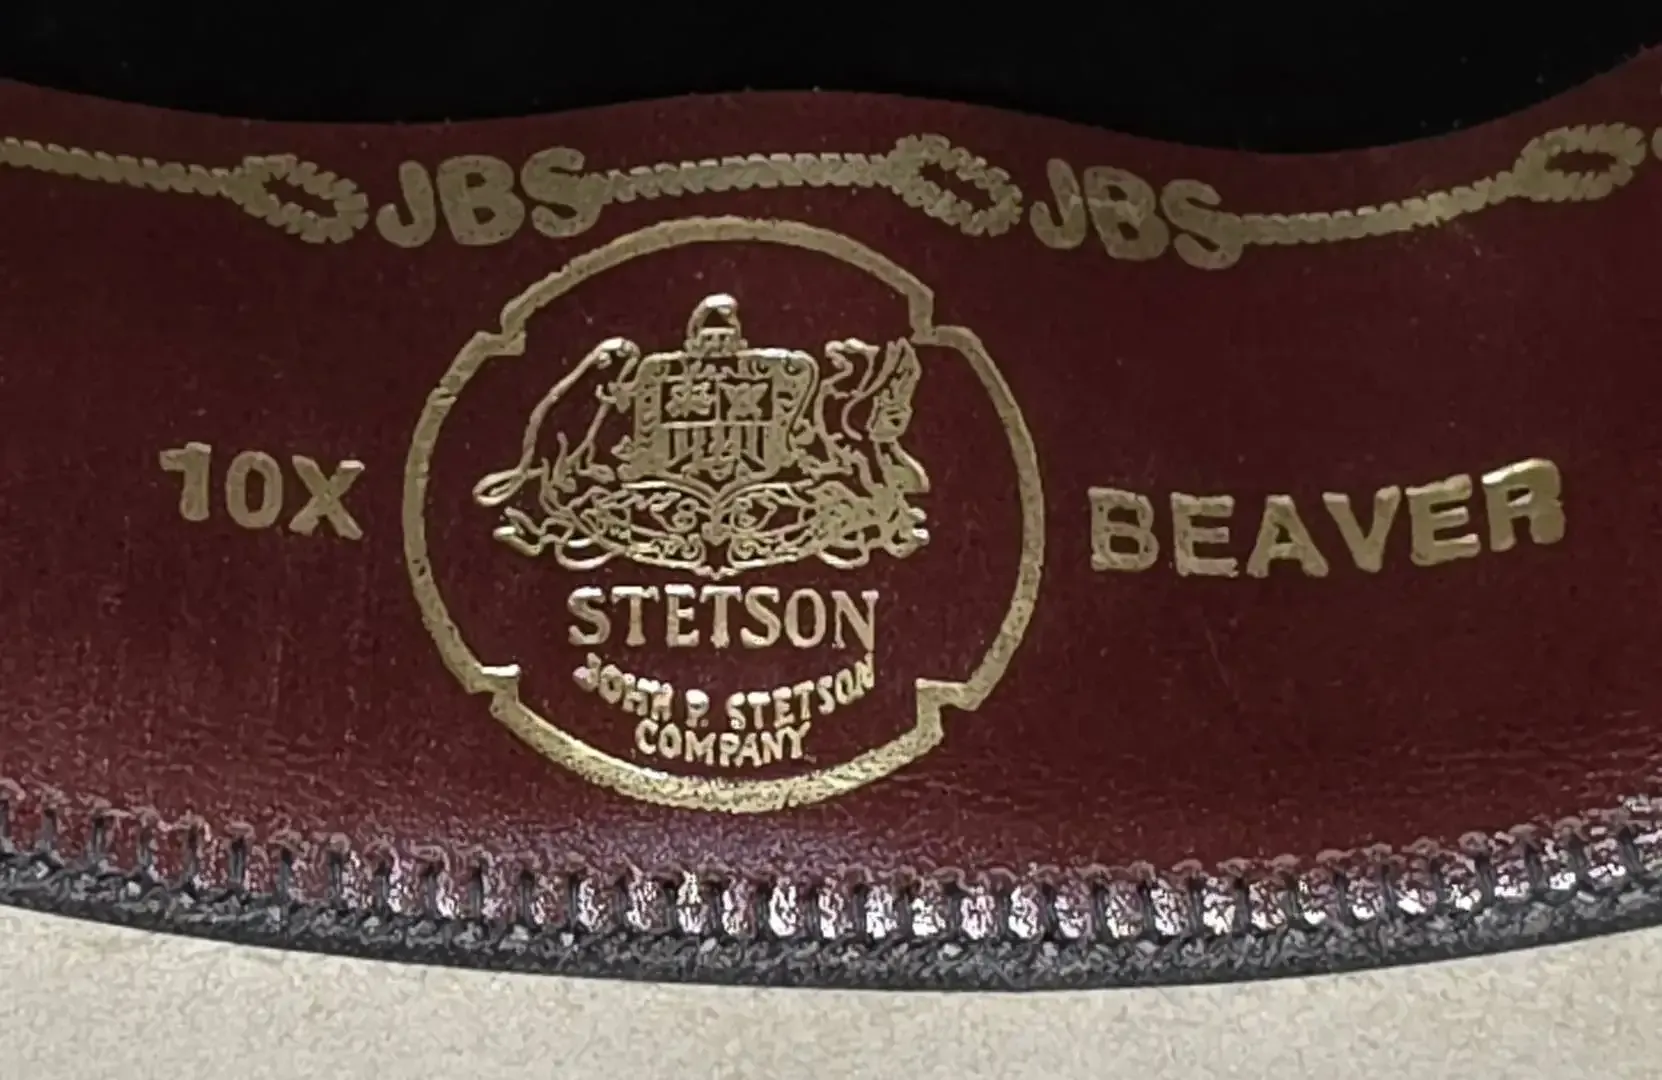 JBS JBS
10X
STETSON
JOHN P. STETSON
COMPANY
BEAVER